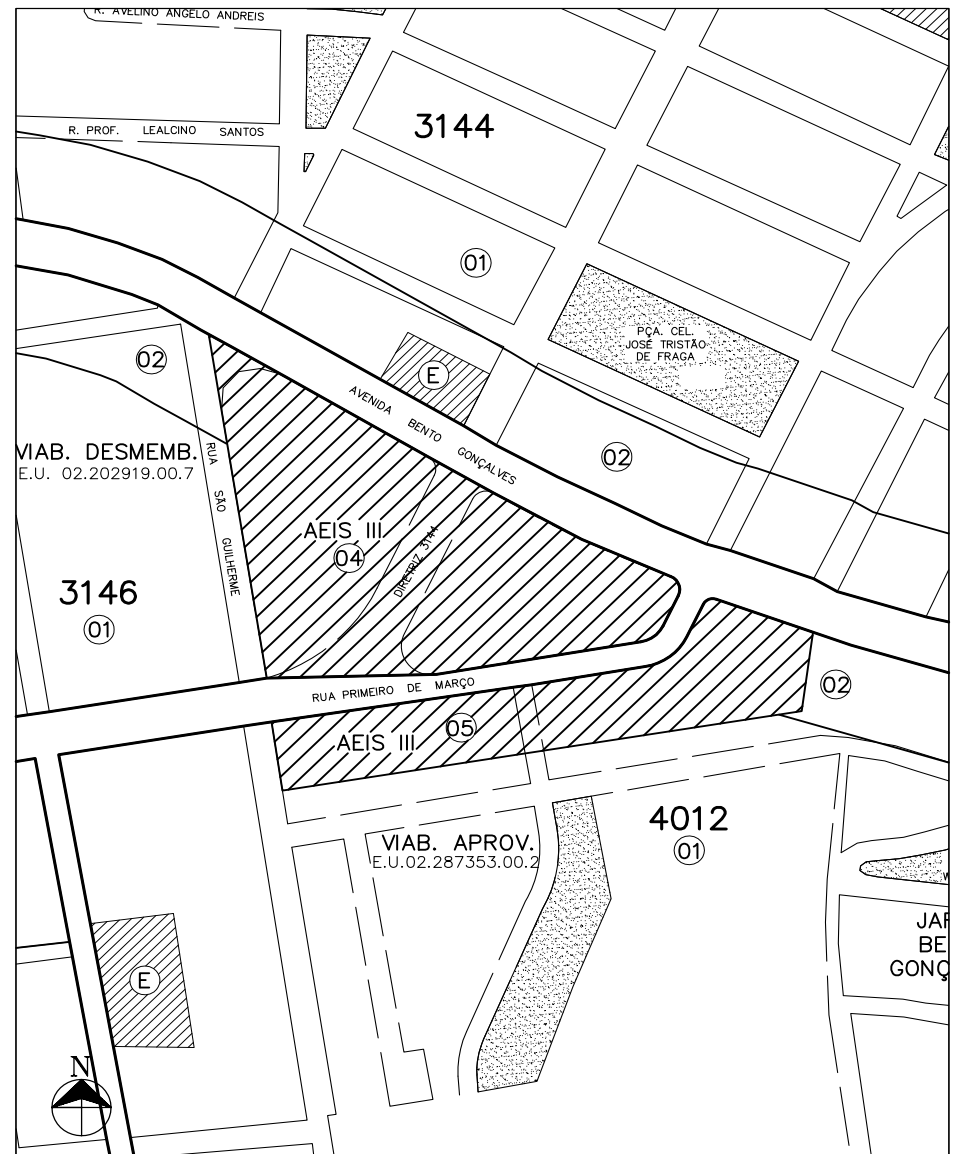 R. AVELINO ANGELO ANDREIS
R. PROF. LEALCINO SANTOS
3144
01
PÇA. CEL.
JOSÉ TRISTÃO
DE FRAGA
E
02
AVENIDA BENTO GONÇALVES
02
VIAB. DESMEMB.
E.U. 02.202919.00.7
RUA SÃO GUILHERME
AEIS III
04
DIRETRIZ 3144
3146
01
RUA PRIMEIRO DE MARÇO
02
AEIS III
05
4012
01
VIAB. APROV.
E.U.02.287353.00.2
W
JAR
BE
GONÇ
E
N